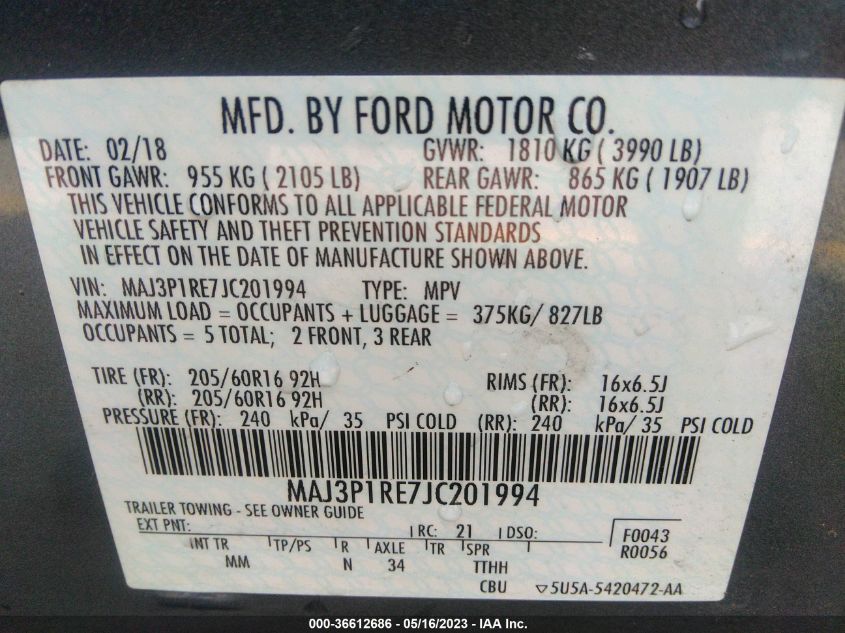 MFD. BY FORD MOTOR CO.
DATE: 02/18 GVWR: 1810 KG ( 3990 LB)
FRONT GAWR: 955 KG ( 2105 LB) REAR GAWR: 865 KG ( 1907 LB)
THIS VEHICLE CONFORMS TO ALL APPLICABLE FEDERAL MOTOR
VEHICLE SAFETY AND THEFT PREVENTION STANDARDS
IN EFFECT ON THE DATE OF MANUFACTURE SHOWN ABOVE.
VIN: MAJ3P1RE7JC201994 TYPE: MPV
MAXIMUM LOAD = OCCUPANTS + LUGGAGE = 375KG/ 827LB
OCCUPANTS = 5 TOTAL; 2 FRONT, 3 REAR
TIRE (FR): 205/60R16 92H RIMS (FR): 16x6.5J
(RR): 205/60R16 92H (RR): 16x6.5J
PRESSURE (FR): 240 kPa/ 35 PSI COLD (RR): 240 kPa/ 35 PSI COLD
MAJ3P1RE7JC201994
TRAILER TOWING - SEE OWNER GUIDE
EXT PNT: RC: 21 DSO: F0043
R0056
INT TR TP/PS R AXLE TR SPR
MM N 34 TTHH
CBU ▽5U5A-5420472-AA
000-36612686 - 05/16/2023 - IAA Inc.